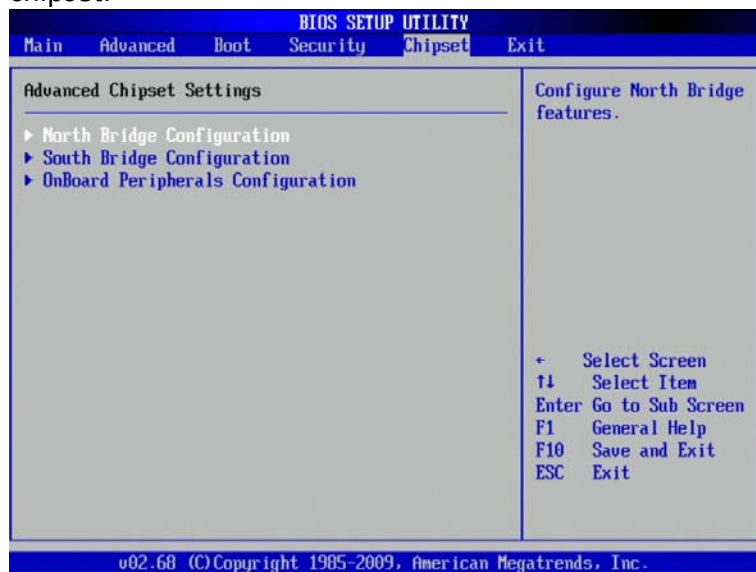 chipset.
BIOS SETUP UTILITY
Main Advanced Boot Security Chipset Exit
Advanced Chipset Settings
▶ North Bridge Configuration
▶ South Bridge Configuration
▶ OnBoard Peripherals Configuration
Configure North Bridge
features.
← Select Screen
↑↓ Select Item
Enter Go to Sub Screen
F1 General Help
F10 Save and Exit
ESC Exit
v02.68 (C)Copyright 1985-2009, American Megatrends, Inc.